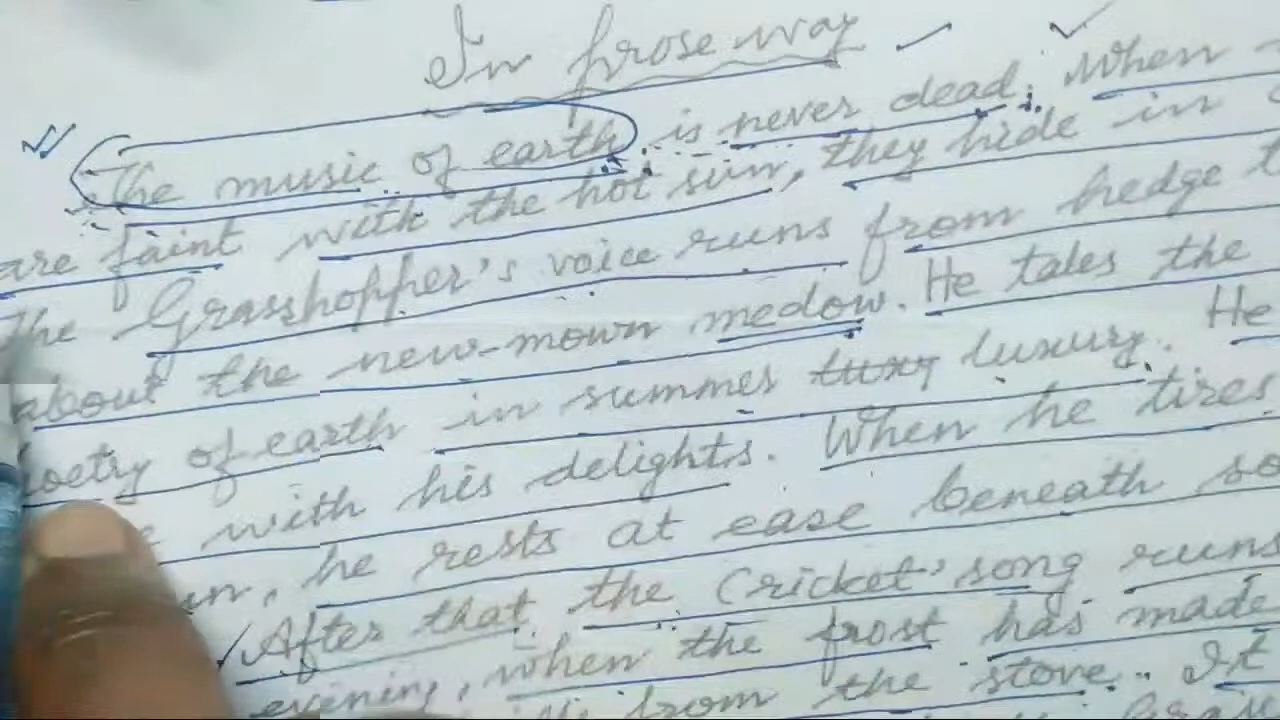 In prose way
The music of earth is never dead. When
are faint with the hot sun, they hide in
the Grasshopper's voice runs from hedge
about the new-mown medow. He tales the
poetry of earth in summer tuxy luxury. He
with his delights. When he tires
, he rests at ease beneath
After that the Cricket' song runs
evening, when the frost has made
from the stove.. It